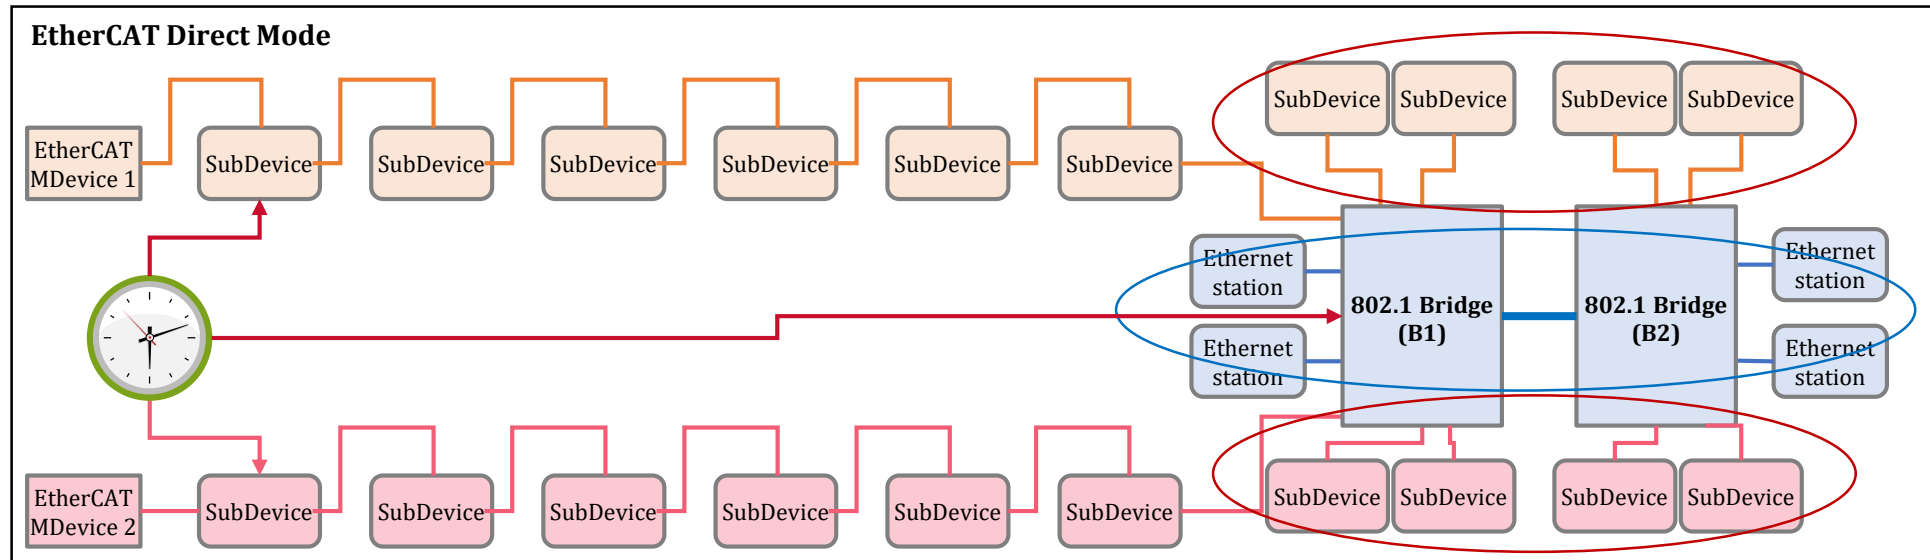 EtherCAT Direct Mode
SubDevice
SubDevice
SubDevice
SubDevice
EtherCAT
MDevice 1
SubDevice
SubDevice
SubDevice
SubDevice
SubDevice
SubDevice
Ethernet
station
Ethernet
station
802.1 Bridge
(B1)
802.1 Bridge
(B2)
Ethernet
station
Ethernet
station
EtherCAT
MDevice 2
SubDevice
SubDevice
SubDevice
SubDevice
SubDevice
SubDevice
SubDevice
SubDevice
SubDevice
SubDevice